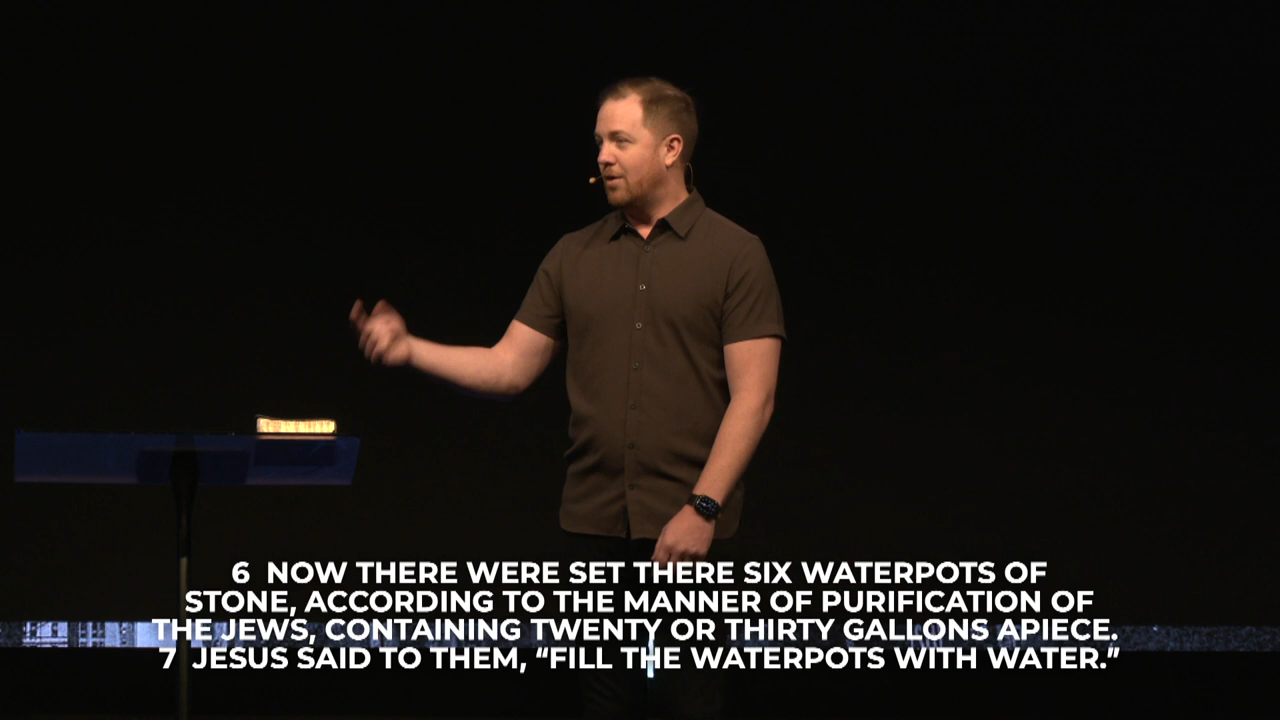 6 NOW THERE WERE SET THERE SIX WATERPOTS OF
STONE, ACCORDING TO THE MANNER OF PURIFICATION OF
THE JEWS, CONTAINING TWENTY OR THIRTY GALLONS APIECE.
7 JESUS SAID TO THEM, “FILL THE WATERPOTS WITH WATER.”